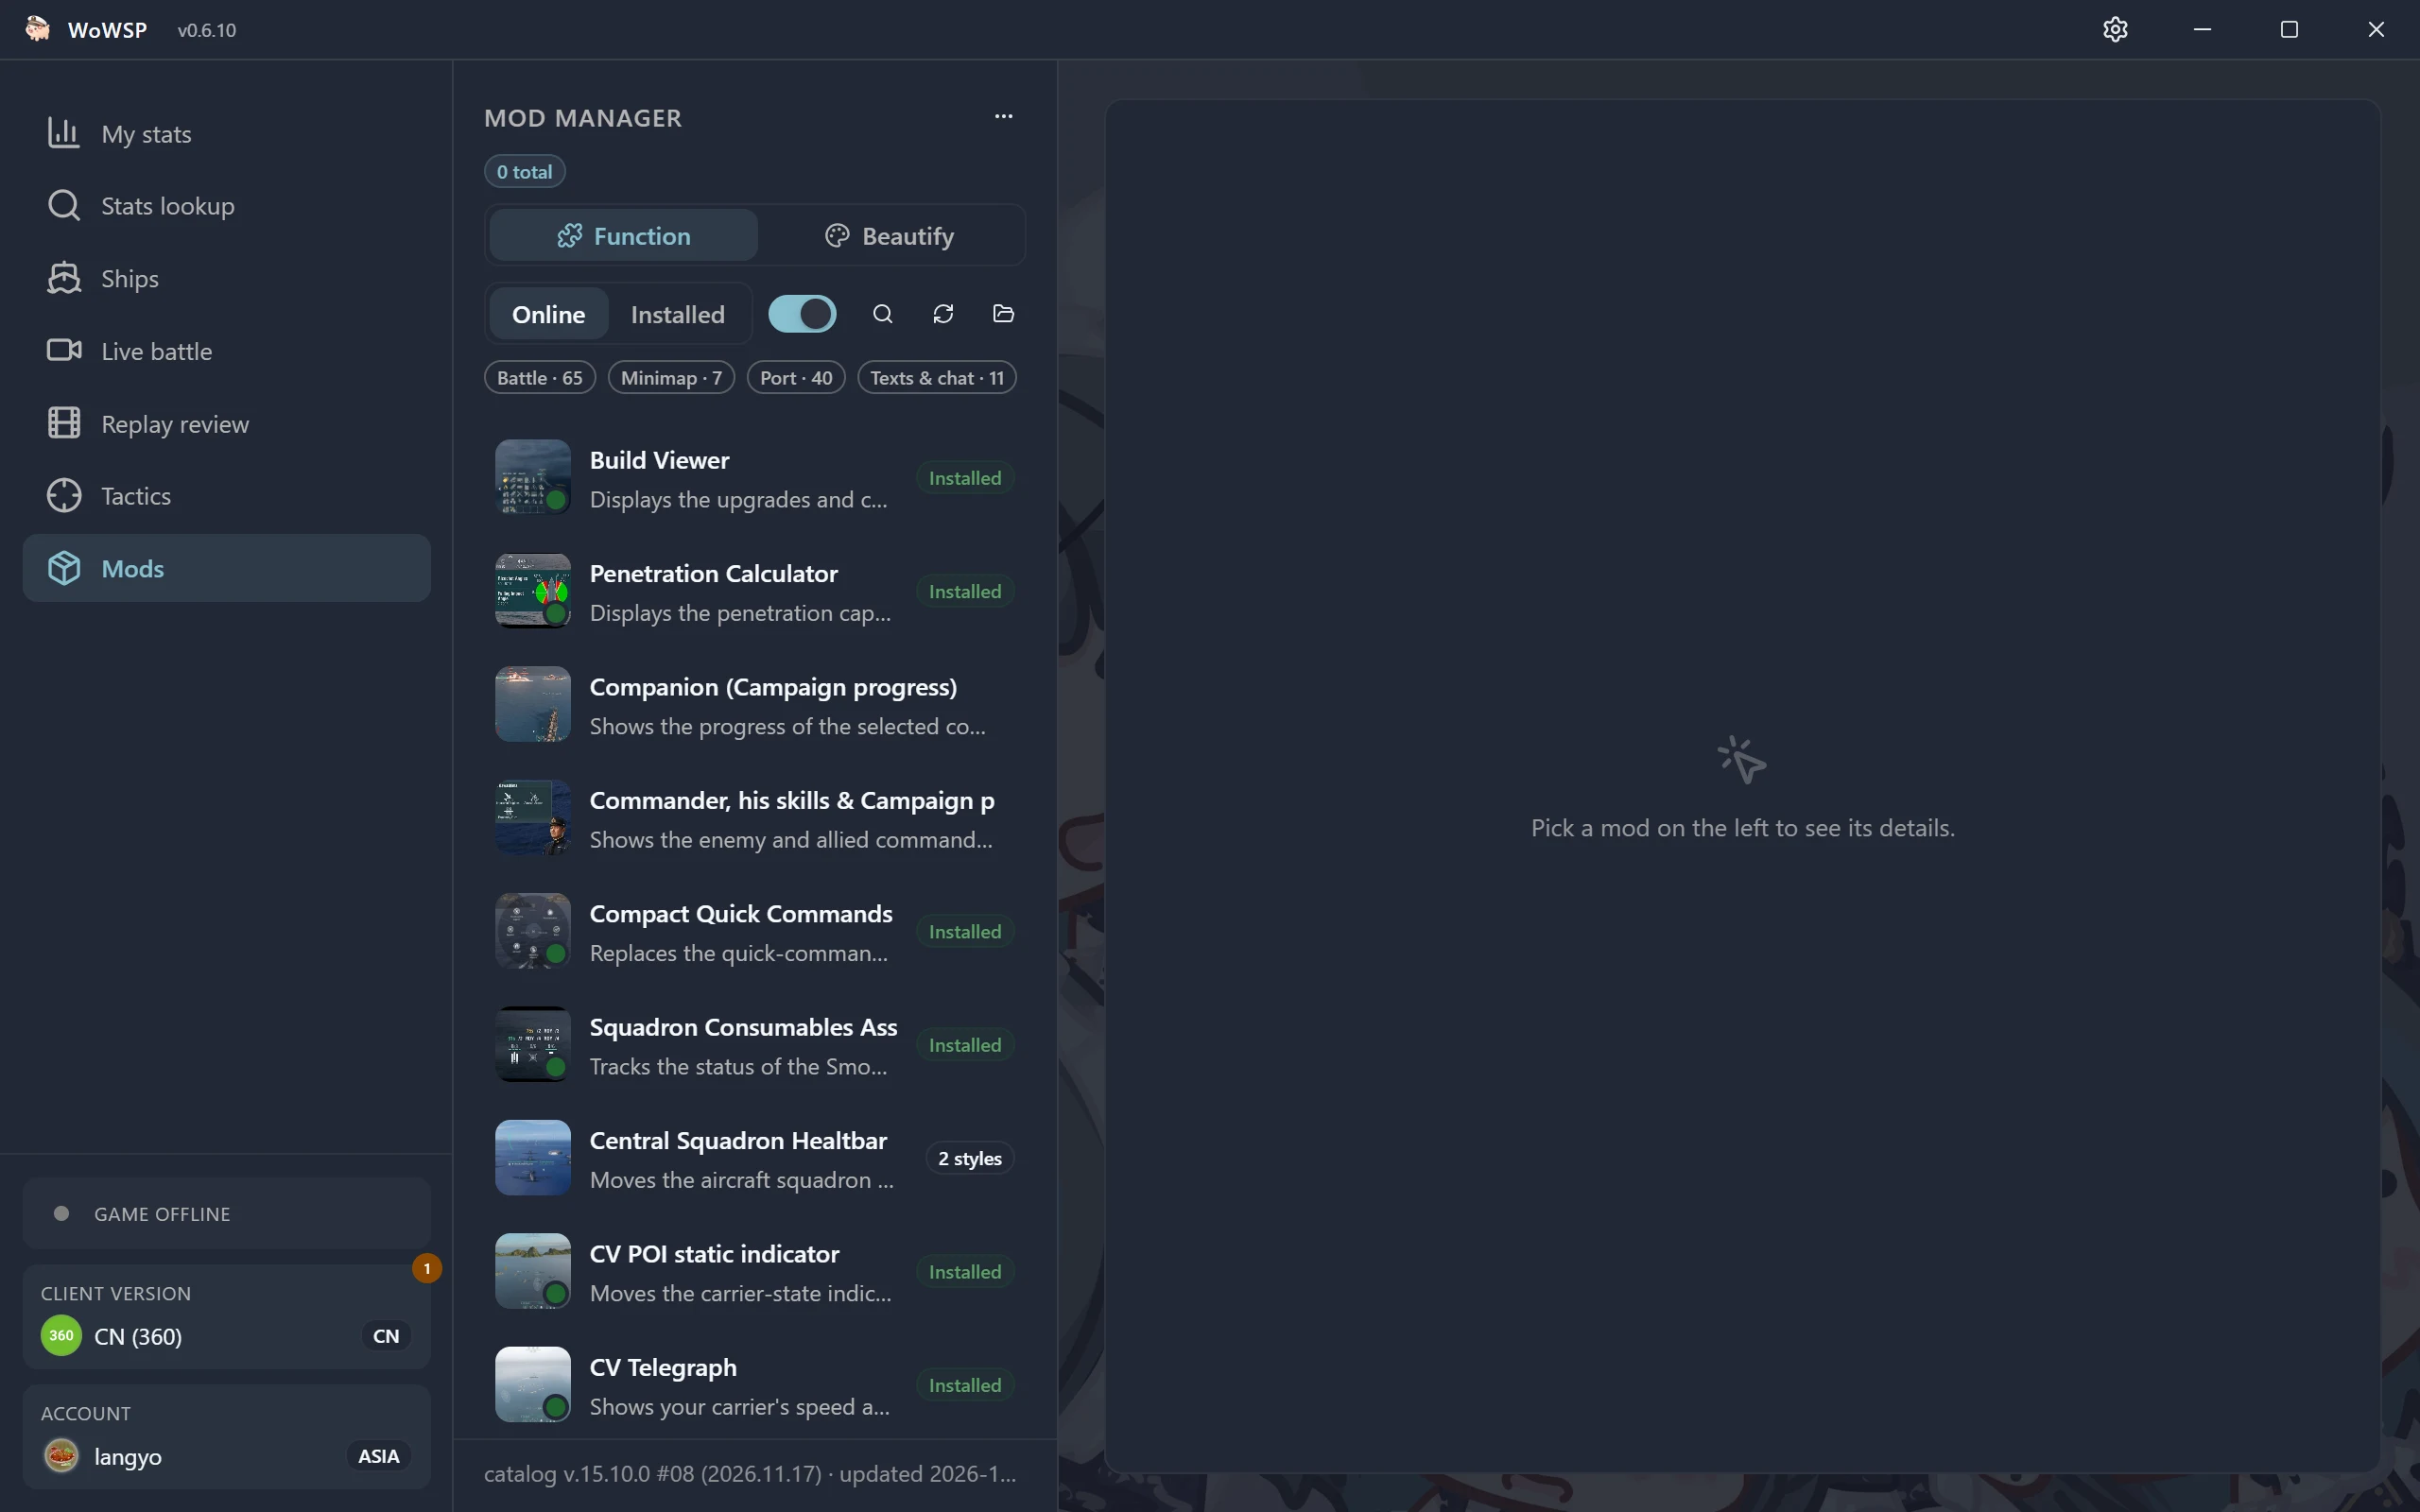 WoWSP v0.6.10
My stats
Stats lookup
Ships
Live battle
Replay review
Tactics
Mods
GAME OFFLINE
1
CLIENT VERSION
360 CN (360) CN
ACCOUNT
langyo ASIA
MOD MANAGER
0 total
Function Beautify
Online Installed
Battle · 65 Minimap · 7 Port · 40 Texts & chat · 11
Build Viewer
Displays the upgrades and c...
Installed
Penetration Calculator
Displays the penetration cap...
Installed
Companion (Campaign progress)
Shows the progress of the selected co...
Commander, his skills & Campaign p
Shows the enemy and allied command...
Compact Quick Commands
Replaces the quick-comman...
Installed
Squadron Consumables Ass
Tracks the status of the Smo...
Installed
Central Squadron Healtbar
Moves the aircraft squadron ...
2 styles
CV POI static indicator
Moves the carrier-state indic...
Installed
CV Telegraph
Shows your carrier's speed a...
Installed
catalog v.15.10.0 #08 (2026.11.17) · updated 2026-1...
Pick a mod on the left to see its details.